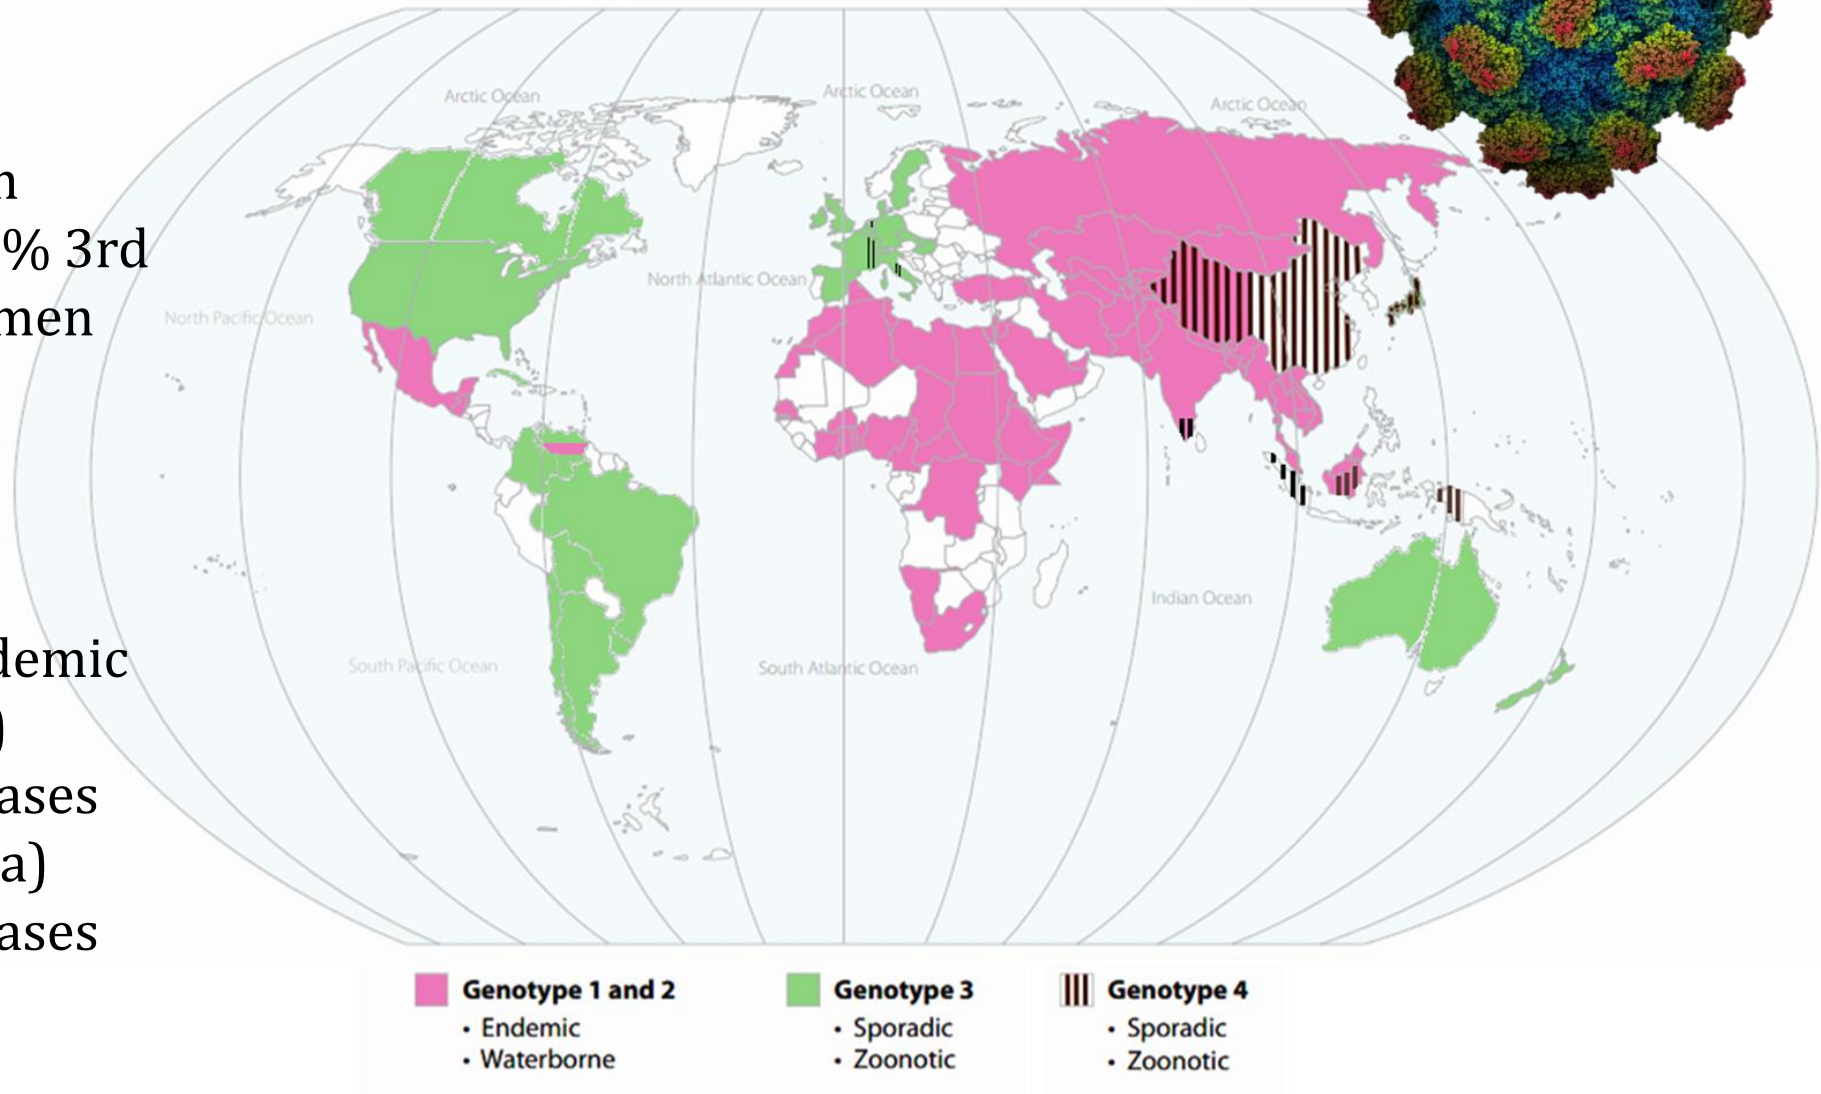 Arctic Ocean
Arctic Ocean
Arctic Ocean
n
% 3rd
men
North Atlantic Ocean
North Pacific Ocean
Indian Ocean
demic
South Pacific Ocean
South Atlantic Ocean
)
ases
a)
ases
Genotype 1 and 2
• Endemic
• Waterborne
Genotype 3
• Sporadic
• Zoonotic
Genotype 4
• Sporadic
• Zoonotic